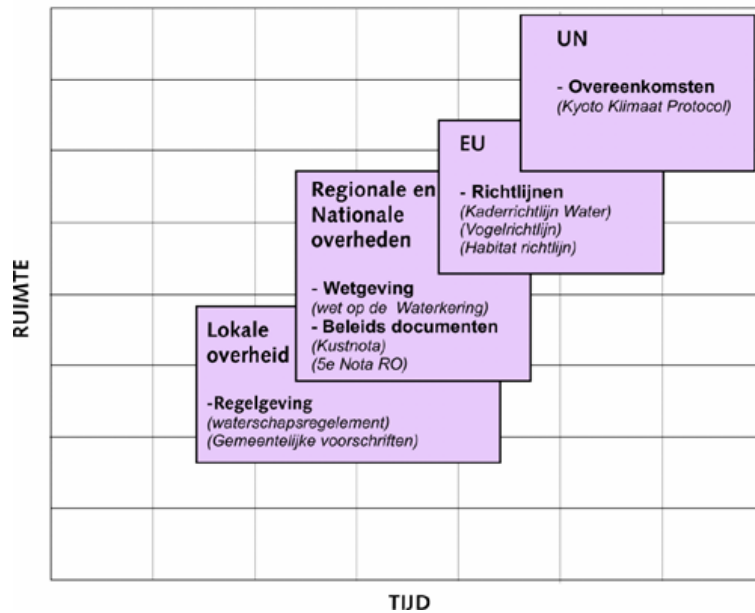 UN
- Overeenkomsten
(Kyoto Klimaat Protocol)
EU
- Richtlijnen
(Kaderrichtlijn Water)
(Vogelrichtlijn)
(Habitat richtlijn)
Regionale en
Nationale
overheden
- Wetgeving
(wet op de Waterkering)
- Beleids documenten
(Kustnota)
(5e Nota RO)
Lokale
overheid
-Regelgeving
(waterschapsregelement)
(Gemeentelijke voorschriften)
RUIMTE
TIJD